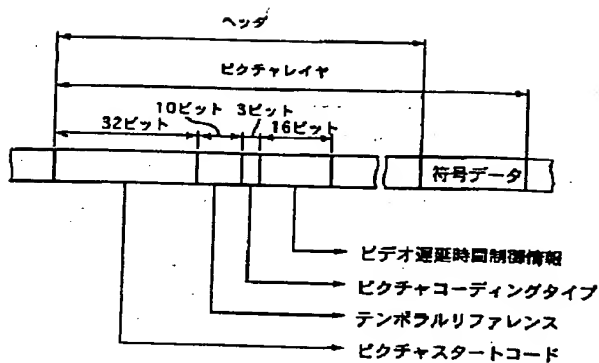 ヘッダ
ピクチャレイヤ
10ビット 3ビット
32ビット 16ビット
符号データ
ビデオ遅延時間制御情報
ピクチャコーディングタイプ
テンポラルリファレンス
ピクチャスタートコード